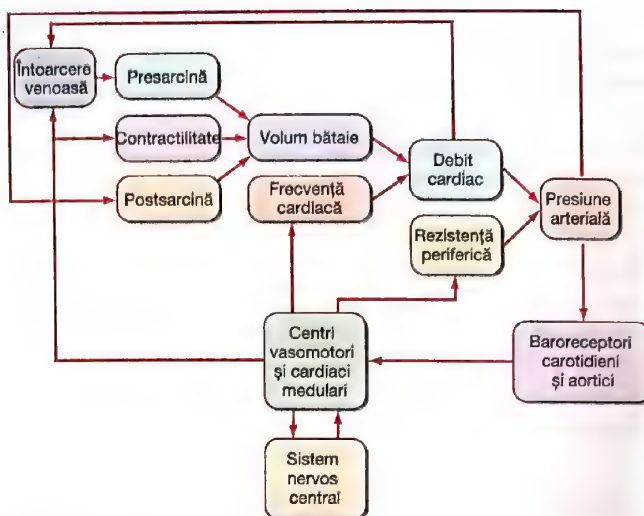 Întoarcere
venoasă
Presarcină
Contractilitate
Volum bătaie
Postsarcină
Frecvență
cardiacă
Debit
cardiac
Rezistență
periferică
Presiune
arterială
Centri
vasomotori
și cardiaci
medulari
Baroreceptori
carotidieni
și aortici
Sistem
nervos
central